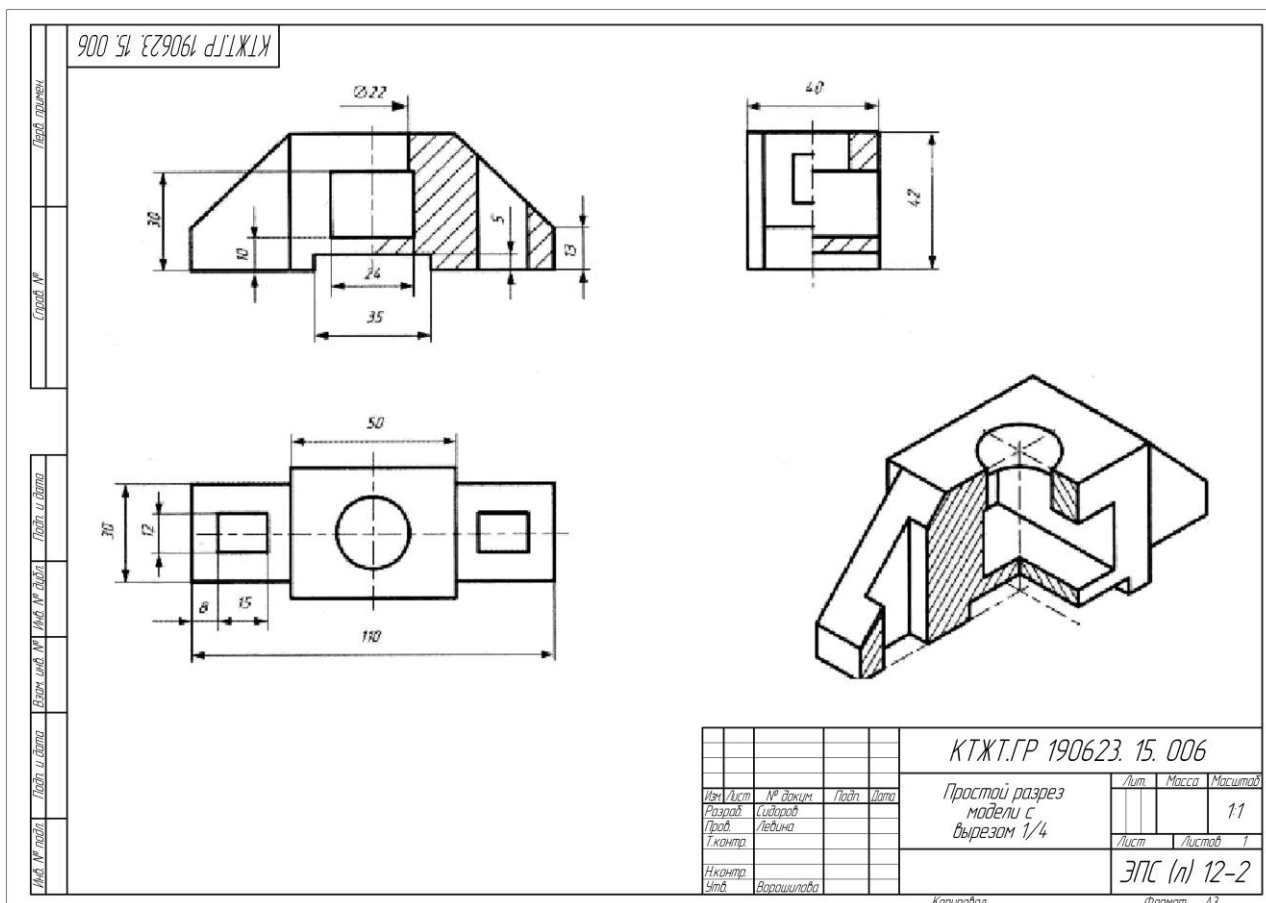 КТЖТ.ГР 190623. 15. 006
Перв. примен.
Справ. №
Подп. и дата
Инв. № дубл.
Взам. инв. №
Подп. и дата
Инв. № подл.
∅22
30
10
24
35
5
13
40
42
50
30
12
8
15
110
КТЖТ.ГР 190623. 15. 006
Изм. Лист № докум. Подп. Дата
Разраб. Сидоров
Пров. Левина
Т.контр.
Н.контр.
Утв. Ворошилова
Простой разрез
модели с
вырезом 1/4
Лит. Масса Масштаб
1:1
Лист Листов 1
ЭПС (л) 12-2
Копировал Формат А3